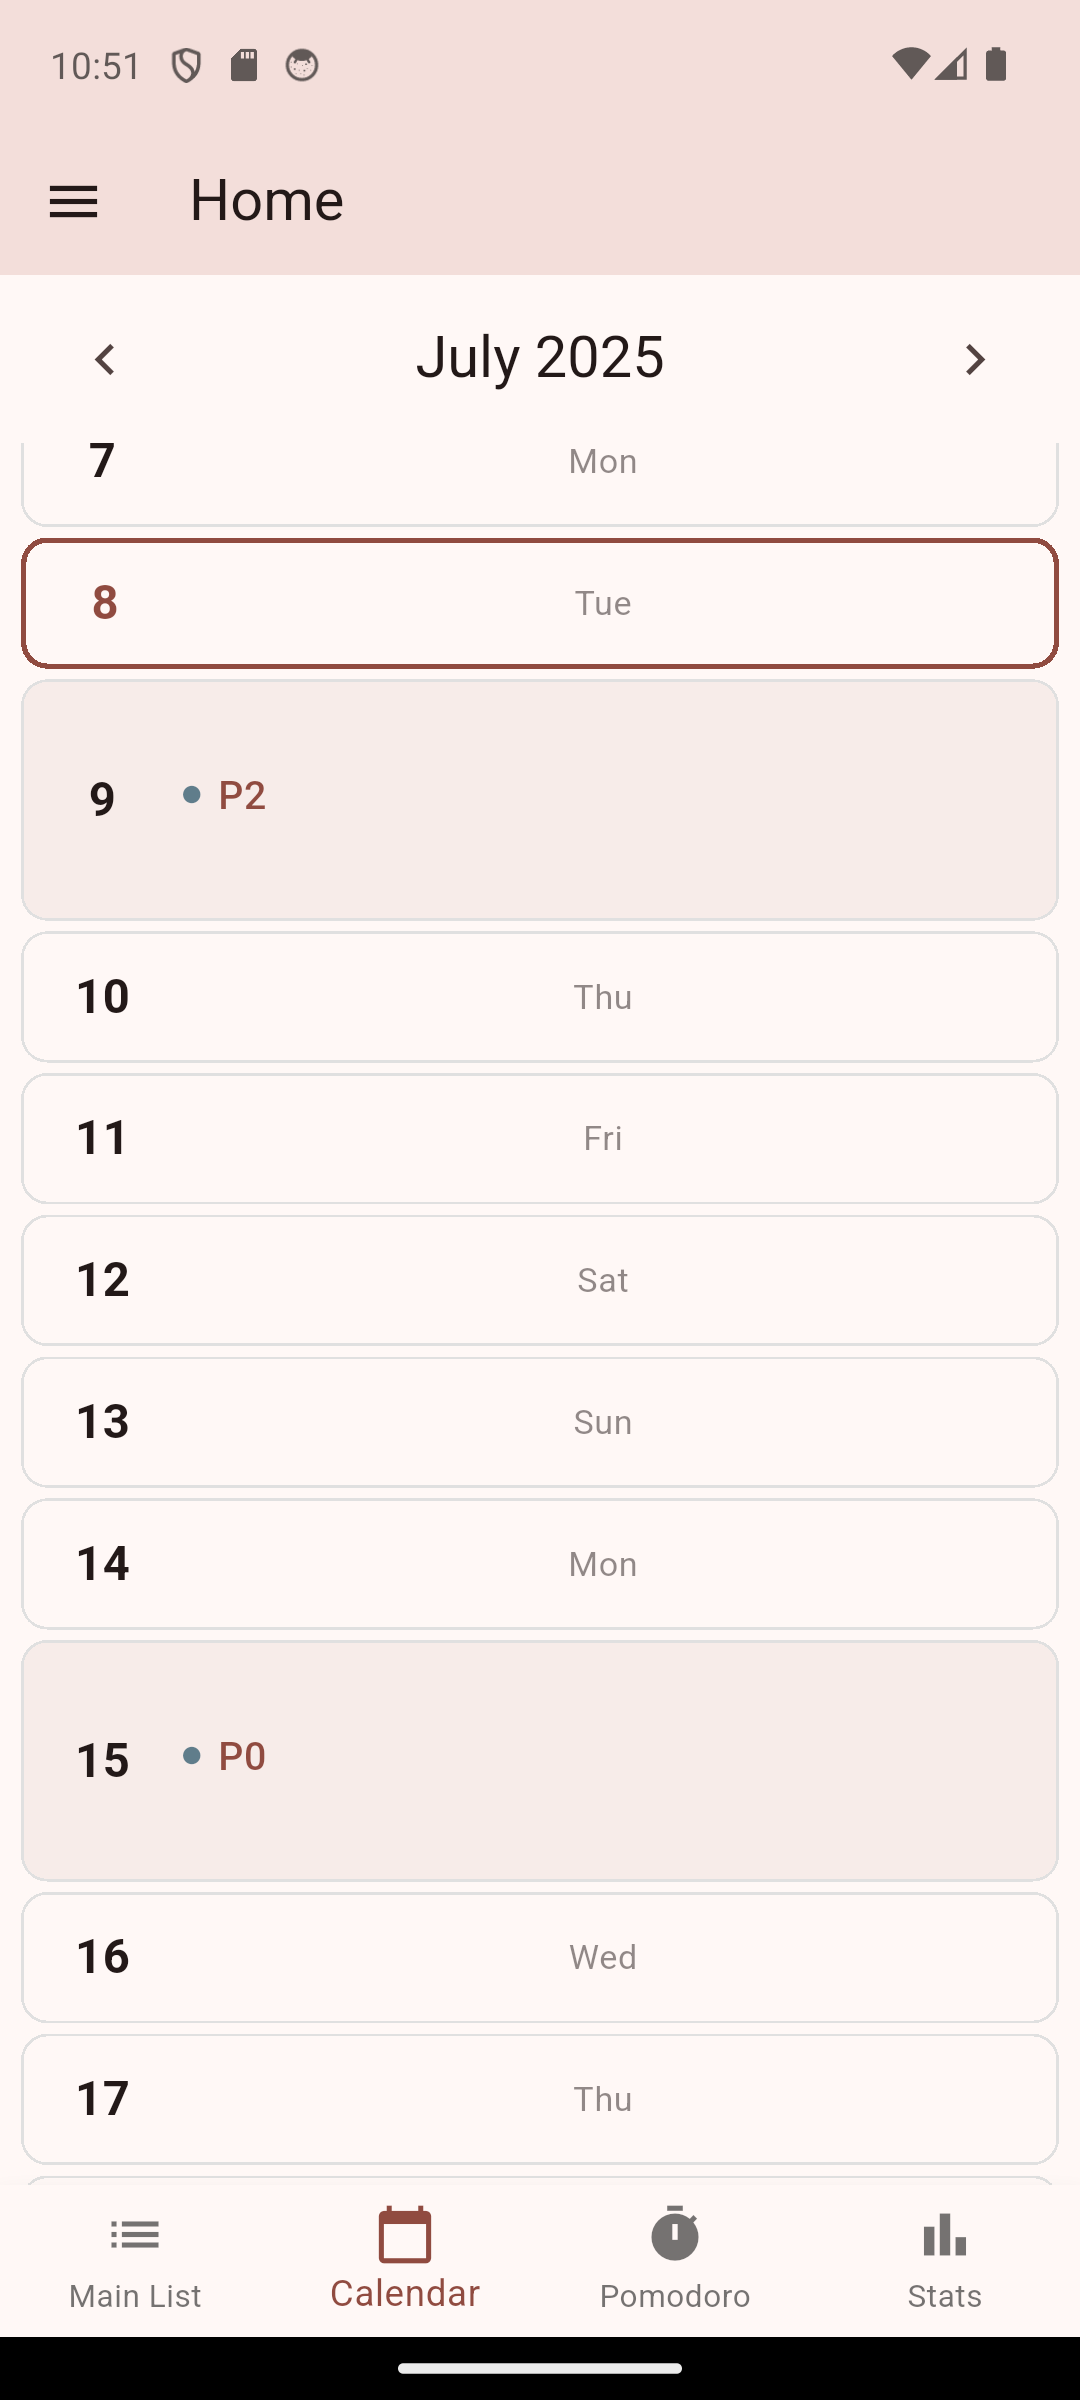 10:51
Home
July 2025
7 Mon
8 Tue
9 P2
10 Thu
11 Fri
12 Sat
13 Sun
14 Mon
15 P0
16 Wed
17 Thu
Main List Calendar Pomodoro Stats